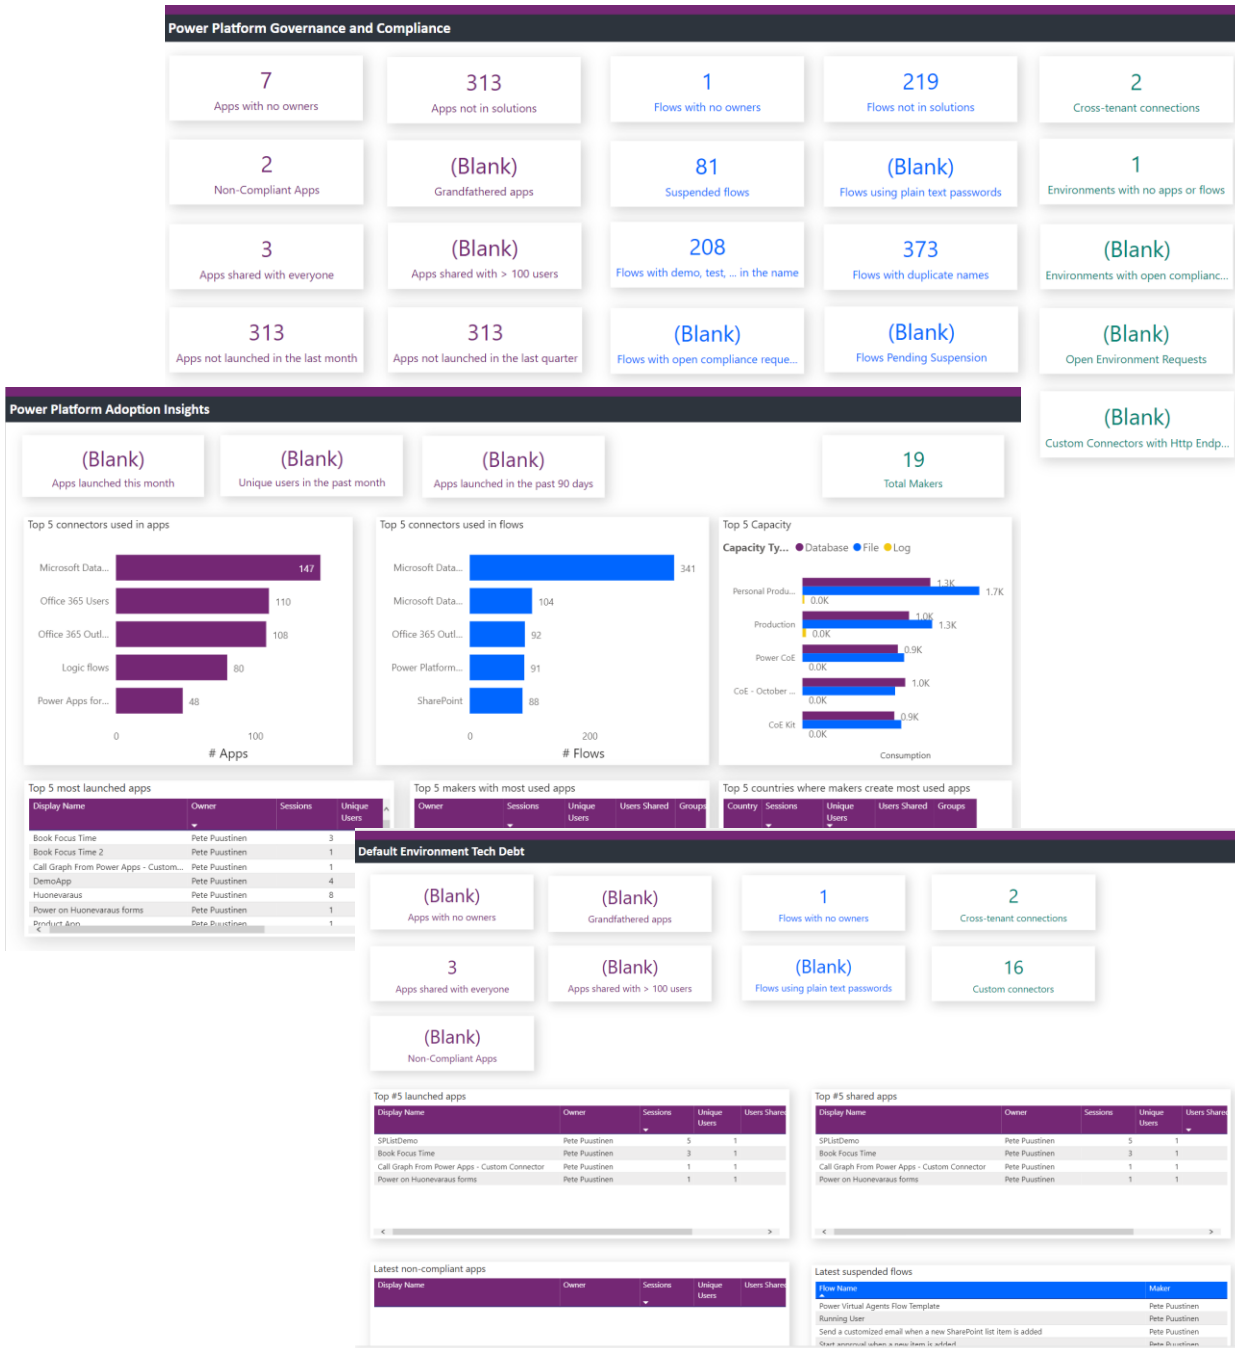 Power Platform Governance and Compliance
7
Apps with no owners
313
Apps not in solutions
1
Flows with no owners
219
Flows not in solutions
2
Cross-tenant connections
2
Non-Compliant Apps
(Blank)
Grandfathered apps
81
Suspended flows
(Blank)
Flows using plain text passwords
1
Environments with no apps or flows
3
Apps shared with everyone
(Blank)
Apps shared with > 100 users
208
Flows with demo, test, ... in the name
373
Flows with duplicate names
(Blank)
Environments with open complianc...
313
Apps not launched in the last month
313
Apps not launched in the last quarter
(Blank)
Flows with open compliance reque...
(Blank)
Flows Pending Suspension
(Blank)
Open Environment Requests
(Blank)
Custom Connectors with Http Endp...
Power Platform Adoption Insights
(Blank)
Apps launched this month
(Blank)
Unique users in the past month
(Blank)
Apps launched in the past 90 days
19
Total Makers
Top 5 connectors used in apps
Microsoft Data... 147
Office 365 Users 110
Office 365 Outl... 108
Logic flows 80
Power Apps for... 48
0 100
# Apps
Top 5 connectors used in flows
Microsoft Data... 341
Microsoft Data... 104
Office 365 Outl... 92
Power Platform... 91
SharePoint 88
0 200
# Flows
Top 5 Capacity
Capacity Ty... Database File Log
Personal Produ... 1.3K 1.7K 0.0K
Production 1.0K 1.3K 0.0K
Power CoE 0.9K 0.0K
CoE - October ... 1.0K 0.0K
CoE Kit 0.9K 0.0K
Consumption
Top 5 most launched apps
Display Name Owner Sessions Unique Users
Book Focus Time Pete Puustinen 3
Book Focus Time 2 Pete Puustinen 1
Call Graph From Power Apps - Custom... Pete Puustinen 1
DemoApp Pete Puustinen 4
Huonevaraus Pete Puustinen 8
Power on Huonevaraus forms Pete Puustinen 1
Product App Pete Puustinen 1
Top 5 makers with most used apps
Owner Sessions Unique Users Users Shared Groups
Top 5 countries where makers create most used apps
Country Sessions Unique Users Users Shared Groups
Default Environment Tech Debt
(Blank)
Apps with no owners
(Blank)
Grandfathered apps
1
Flows with no owners
2
Cross-tenant connections
3
Apps shared with everyone
(Blank)
Apps shared with > 100 users
(Blank)
Flows using plain text passwords
16
Custom connectors
(Blank)
Non-Compliant Apps
Top #5 launched apps
Display Name Owner Sessions Unique Users Users Shared
SPListDemo Pete Puustinen 5 1
Book Focus Time Pete Puustinen 3 1
Call Graph From Power Apps - Custom Connector Pete Puustinen 1 1
Power on Huonevaraus forms Pete Puustinen 1 1
Top #5 shared apps
Display Name Owner Sessions Unique Users Users Shared
SPListDemo Pete Puustinen 5 1
Book Focus Time Pete Puustinen 3 1
Call Graph From Power Apps - Custom Connector Pete Puustinen 1 1
Power on Huonevaraus forms Pete Puustinen 1 1
Latest non-compliant apps
Display Name Owner Sessions Unique Users Users Shared
Latest suspended flows
Flow Name Maker
Power Virtual Agents Flow Template Pete Puustinen
Running User Pete Puustinen
Send a customized email when a new SharePoint list item is added Pete Puustinen
Start approval when a new item is added Pete Puustinen